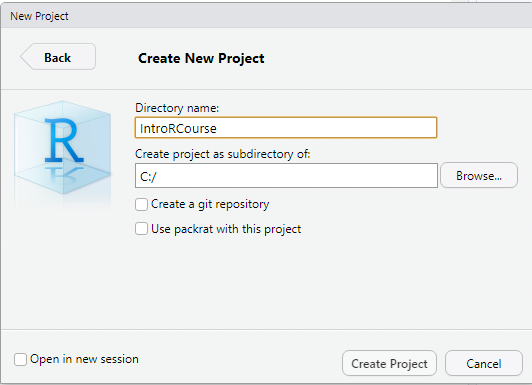 New Project
Back
Create New Project
R
Directory name:
IntroRCourse
Create project as subdirectory of:
C:/
Browse...
Create a git repository
Use packrat with this project
Open in new session
Create Project
Cancel